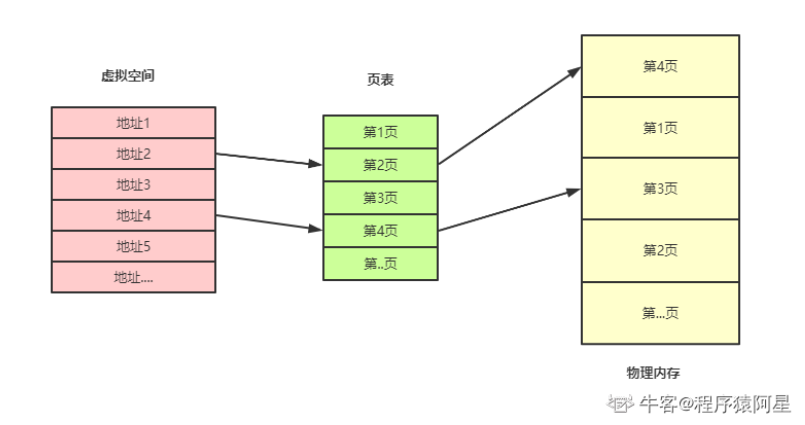 虚拟空间
地址1
地址2
地址3
地址4
地址5
地址....
页表
第1页
第2页
第3页
第4页
第..页
第4页
第1页
第3页
第2页
第...页
物理内存
牛客@程序猿阿星